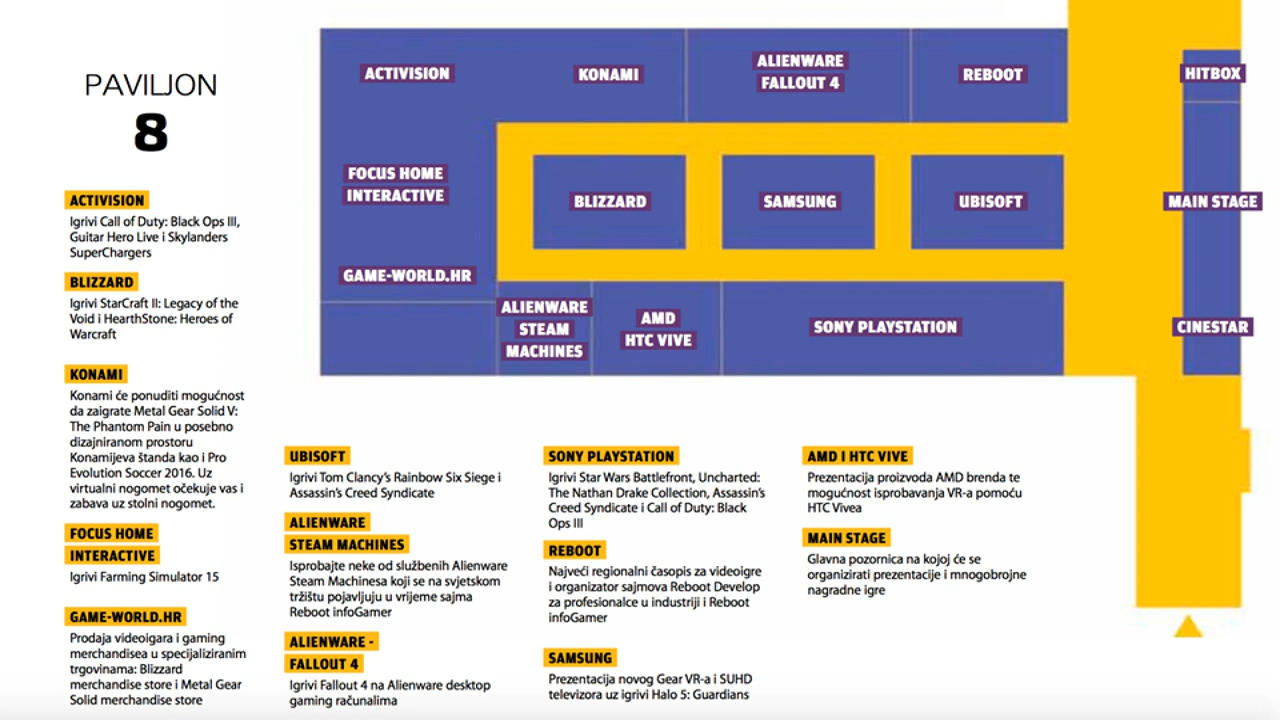 PAVILJON
8
ACTIVISION
Igrivi Call of Duty: Black Ops III,
Guitar Hero Live i Skylanders
SuperChargers
BLIZZARD
Igrivi StarCraft II: Legacy of the
Void i HearthStone: Heroes of
Warcraft
KONAMI
Konami će ponuditi mogućnost
da zaigrate Metal Gear Solid V:
The Phantom Pain u posebno
dizajniranom prostoru
Konamijeva štanda kao i Pro
Evolution Soccer 2016. Uz
virtualni nogomet očekuje vas i
zabava uz stolni nogomet.
FOCUS HOME
INTERACTIVE
Igrivi Farming Simulator 15
GAME-WORLD.HR
Prodaja videoigara i gaming
merchandisea u specijaliziranim
trgovinama: Blizzard
merchandise store i Metal Gear
Solid merchandise store
ACTIVISION
KONAMI
ALIENWARE
FALLOUT 4
REBOOT
HITBOX
FOCUS HOME
INTERACTIVE
BLIZZARD
SAMSUNG
UBISOFT
MAIN STAGE
GAME-WORLD.HR
ALIENWARE
STEAM
MACHINES
AMD
HTC VIVE
SONY PLAYSTATION
CINESTAR
UBISOFT
Igrivi Tom Clancy's Rainbow Six Siege i
Assassin's Creed Syndicate
ALIENWARE
STEAM MACHINES
Isprobajte neke od službenih Alienware
Steam Machinesa koji se na svjetskom
tržištu pojavljuju u vrijeme sajma
Reboot infoGamer
ALIENWARE -
FALLOUT 4
Igrivi Fallout 4 na Alienware desktop
gaming računalima
SONY PLAYSTATION
Igrivi Star Wars Battlefront, Uncharted:
The Nathan Drake Collection, Assassin's
Creed Syndicate i Call of Duty: Black
Ops III
REBOOT
Najveći regionalni časopis za videoigre
i organizator sajmova Reboot Develop
za profesionalce u industriji i Reboot
infoGamer
SAMSUNG
Prezentacija novog Gear VR-a i SUHD
televizora uz igrivi Halo 5: Guardians
AMD I HTC VIVE
Prezentacija proizvoda AMD brenda te
mogućnost isprobavanja VR-a pomoću
HTC Vivea
MAIN STAGE
Glavna pozornica na kojoj će se
organizirati prezentacije i mnogobrojne
nagradne igre